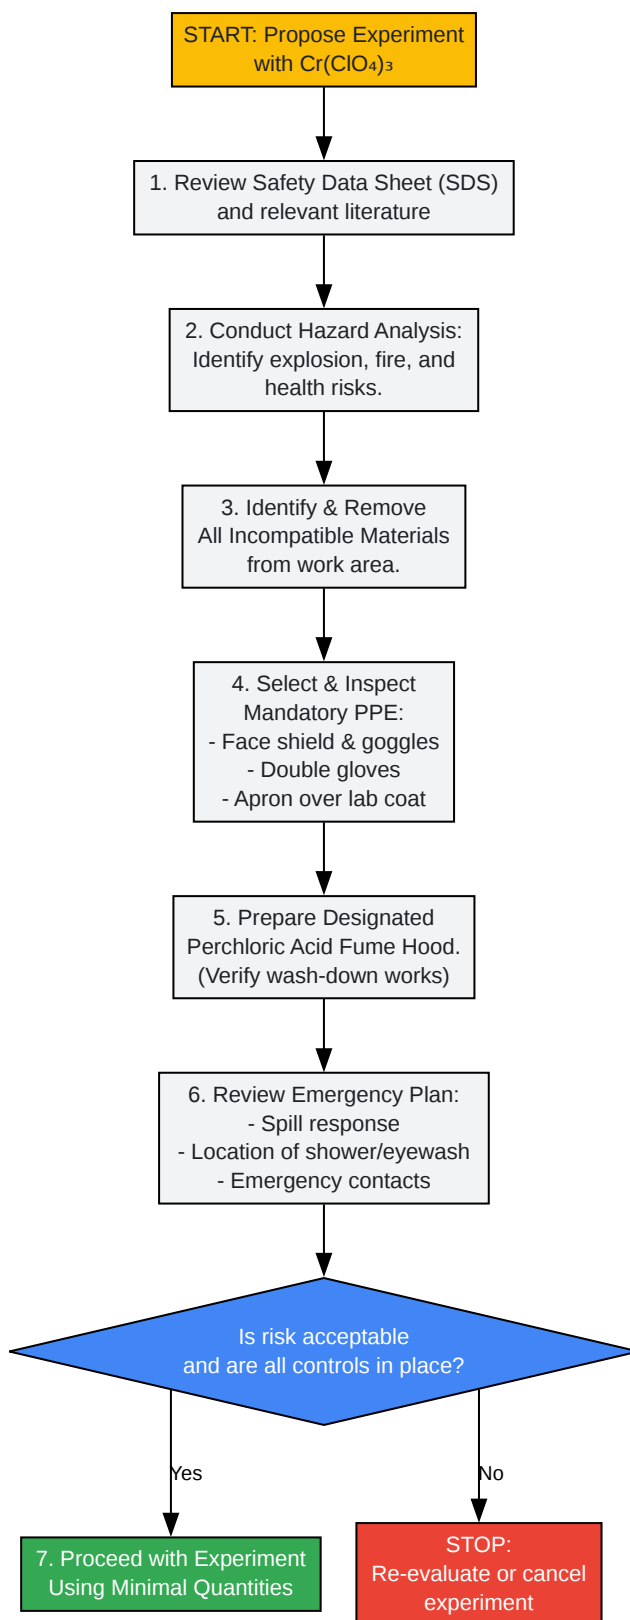 START: Propose Experiment
with Cr(ClO₄)₃
1. Review Safety Data Sheet (SDS)
and relevant literature
2. Conduct Hazard Analysis:
Identify explosion, fire, and
health risks.
3. Identify & Remove
All Incompatible Materials
from work area.
4. Select & Inspect
Mandatory PPE:
- Face shield & goggles
- Double gloves
- Apron over lab coat
5. Prepare Designated
Perchloric Acid Fume Hood.
(Verify wash-down works)
6. Review Emergency Plan:
- Spill response
- Location of shower/eyewash
- Emergency contacts
Is risk acceptable
and are all controls in place?
Yes
No
7. Proceed with Experiment
Using Minimal Quantities
STOP:
Re-evaluate or cancel
experiment